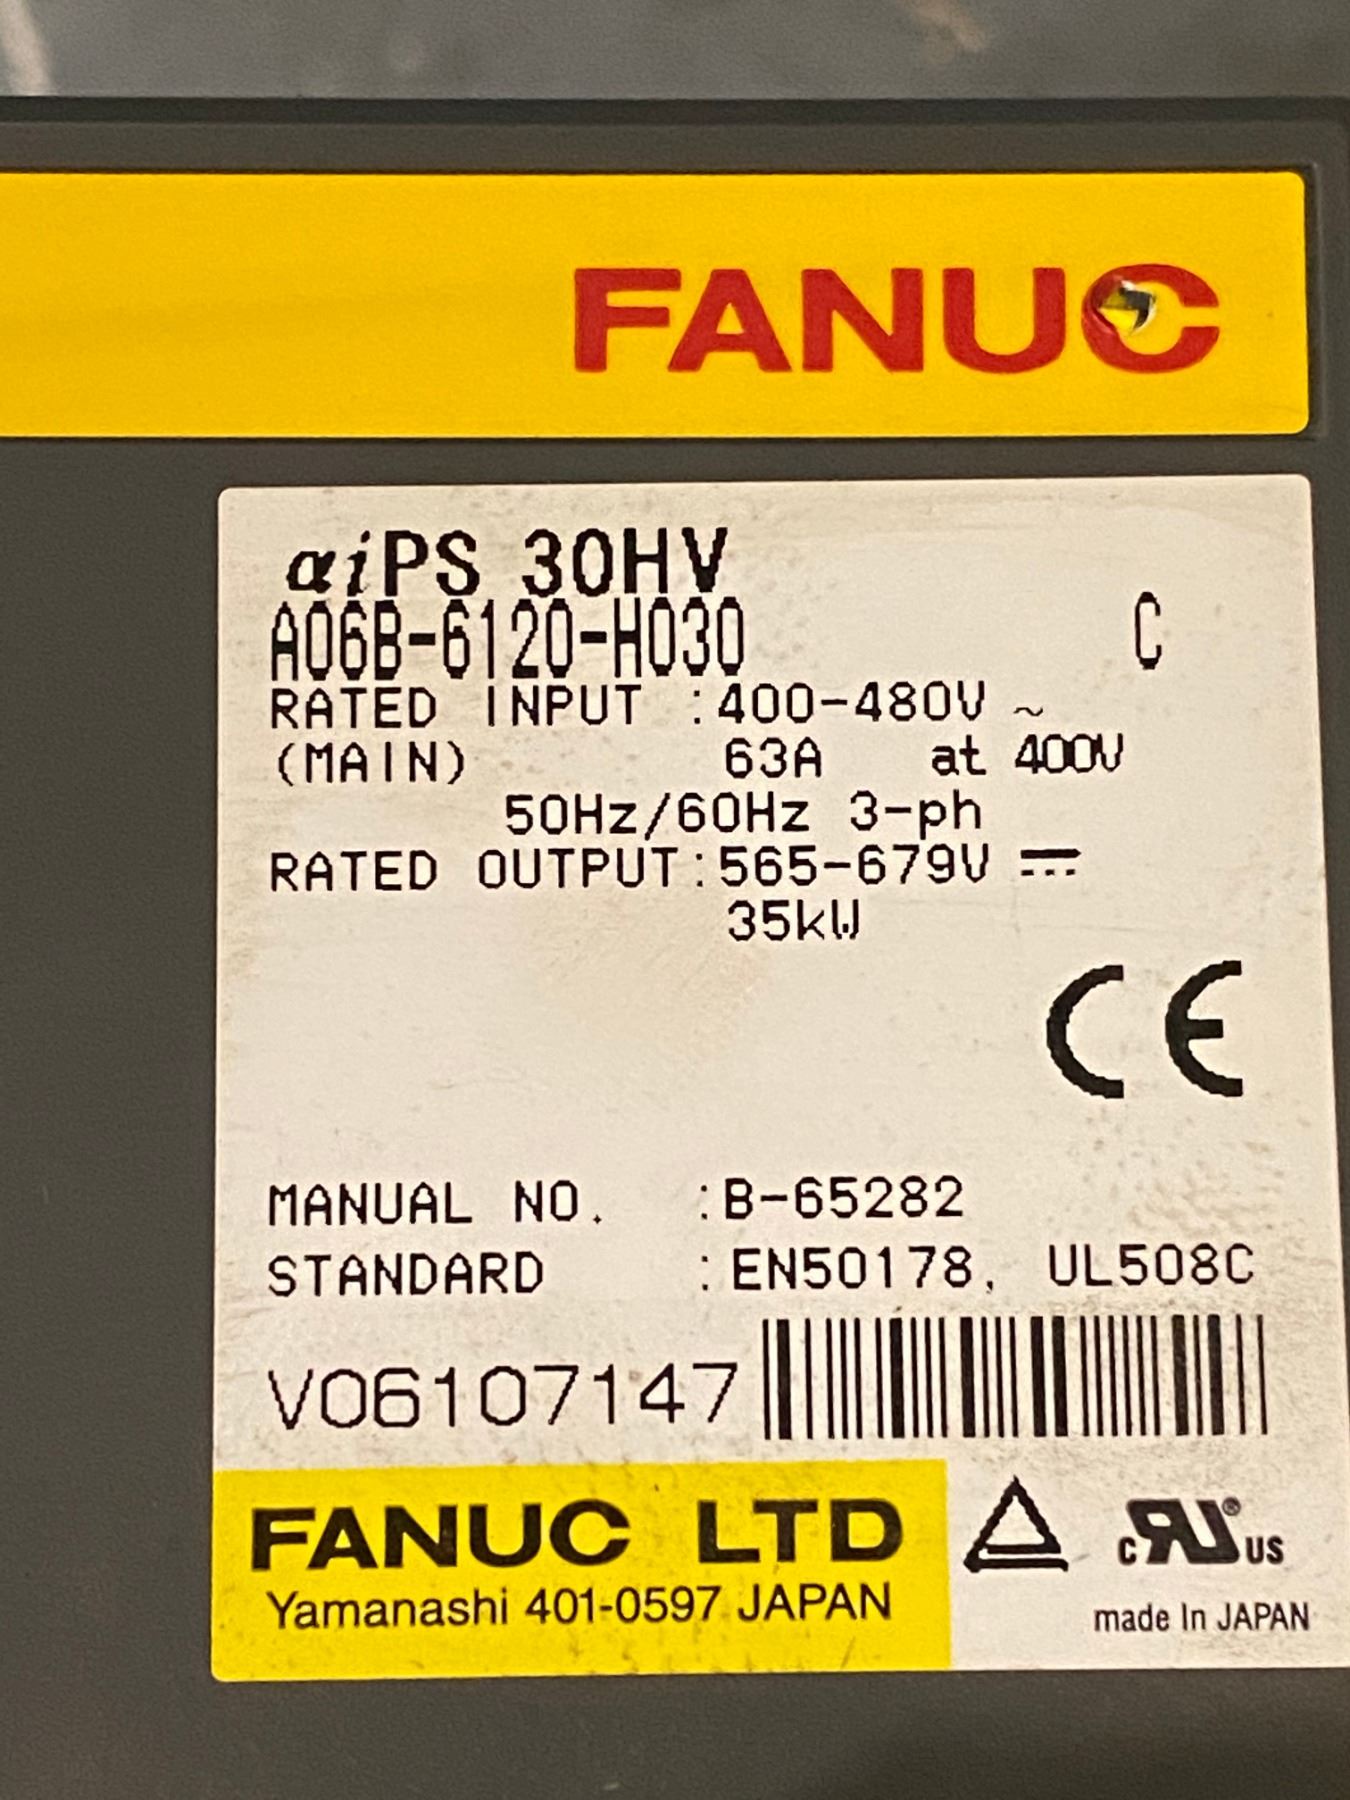 FANUC
αiPS 30HV
A06B-6120-H030 C
RATED INPUT :400-480V ~
(MAIN) 63A at 400V
50Hz/60Hz 3-ph
RATED OUTPUT:565-679V ⎓
35kW
CE
MANUAL NO. :B-65282
STANDARD :EN50178, UL508C
V06107147
FANUC LTD
Yamanashi 401-0597 JAPAN
c RU ® US
made In JAPAN